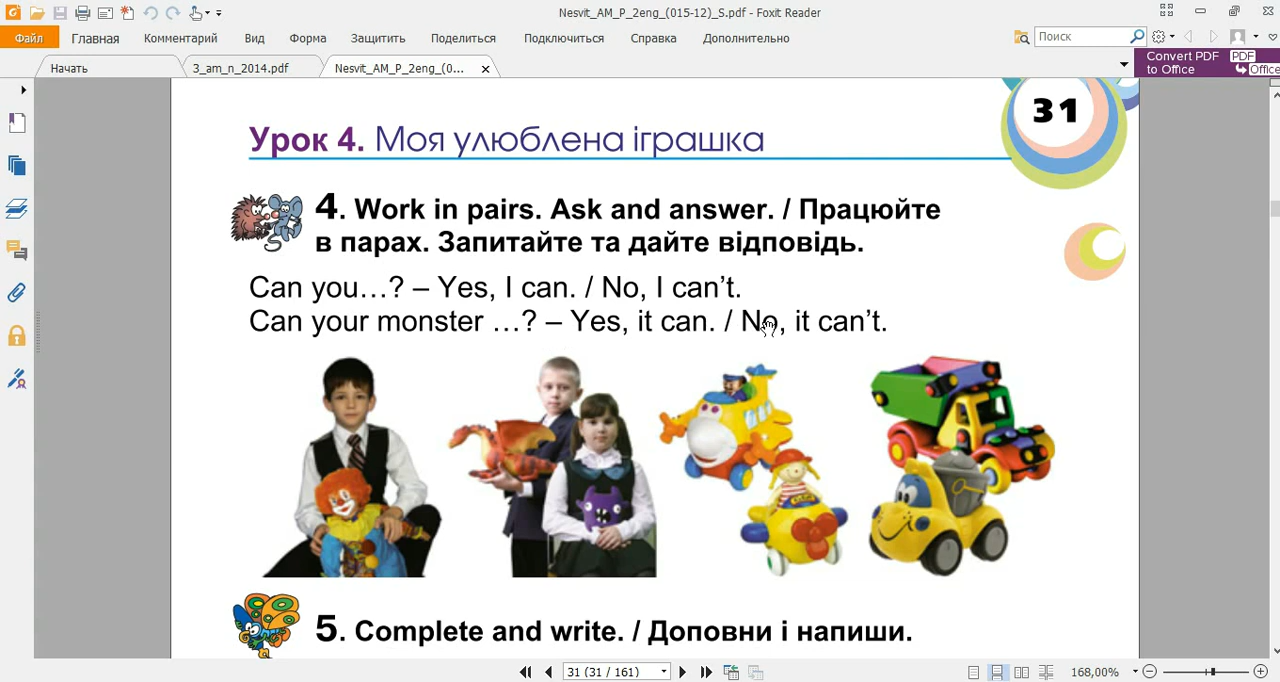 Nesvit_AM_P_2eng_(015-12)_S.pdf - Foxit Reader
Файл Главная Комментарий Вид Форма Защитить Поделиться Подключиться Справка Дополнительно
Поиск
Начать 3_am_n_2014.pdf Nesvit_AM_P_2eng_(0...
Convert PDF PDF
to Office Office
31
Урок 4. Моя улюблена іграшка
4. Work in pairs. Ask and answer. / Працюйте
в парах. Запитайте та дайте відповідь.
Can you…? – Yes, I can. / No, I can’t.
Can your monster …? – Yes, it can. / No, it can’t.
5. Complete and write. / Доповни і напиши.
31 (31 / 161)
168,00%